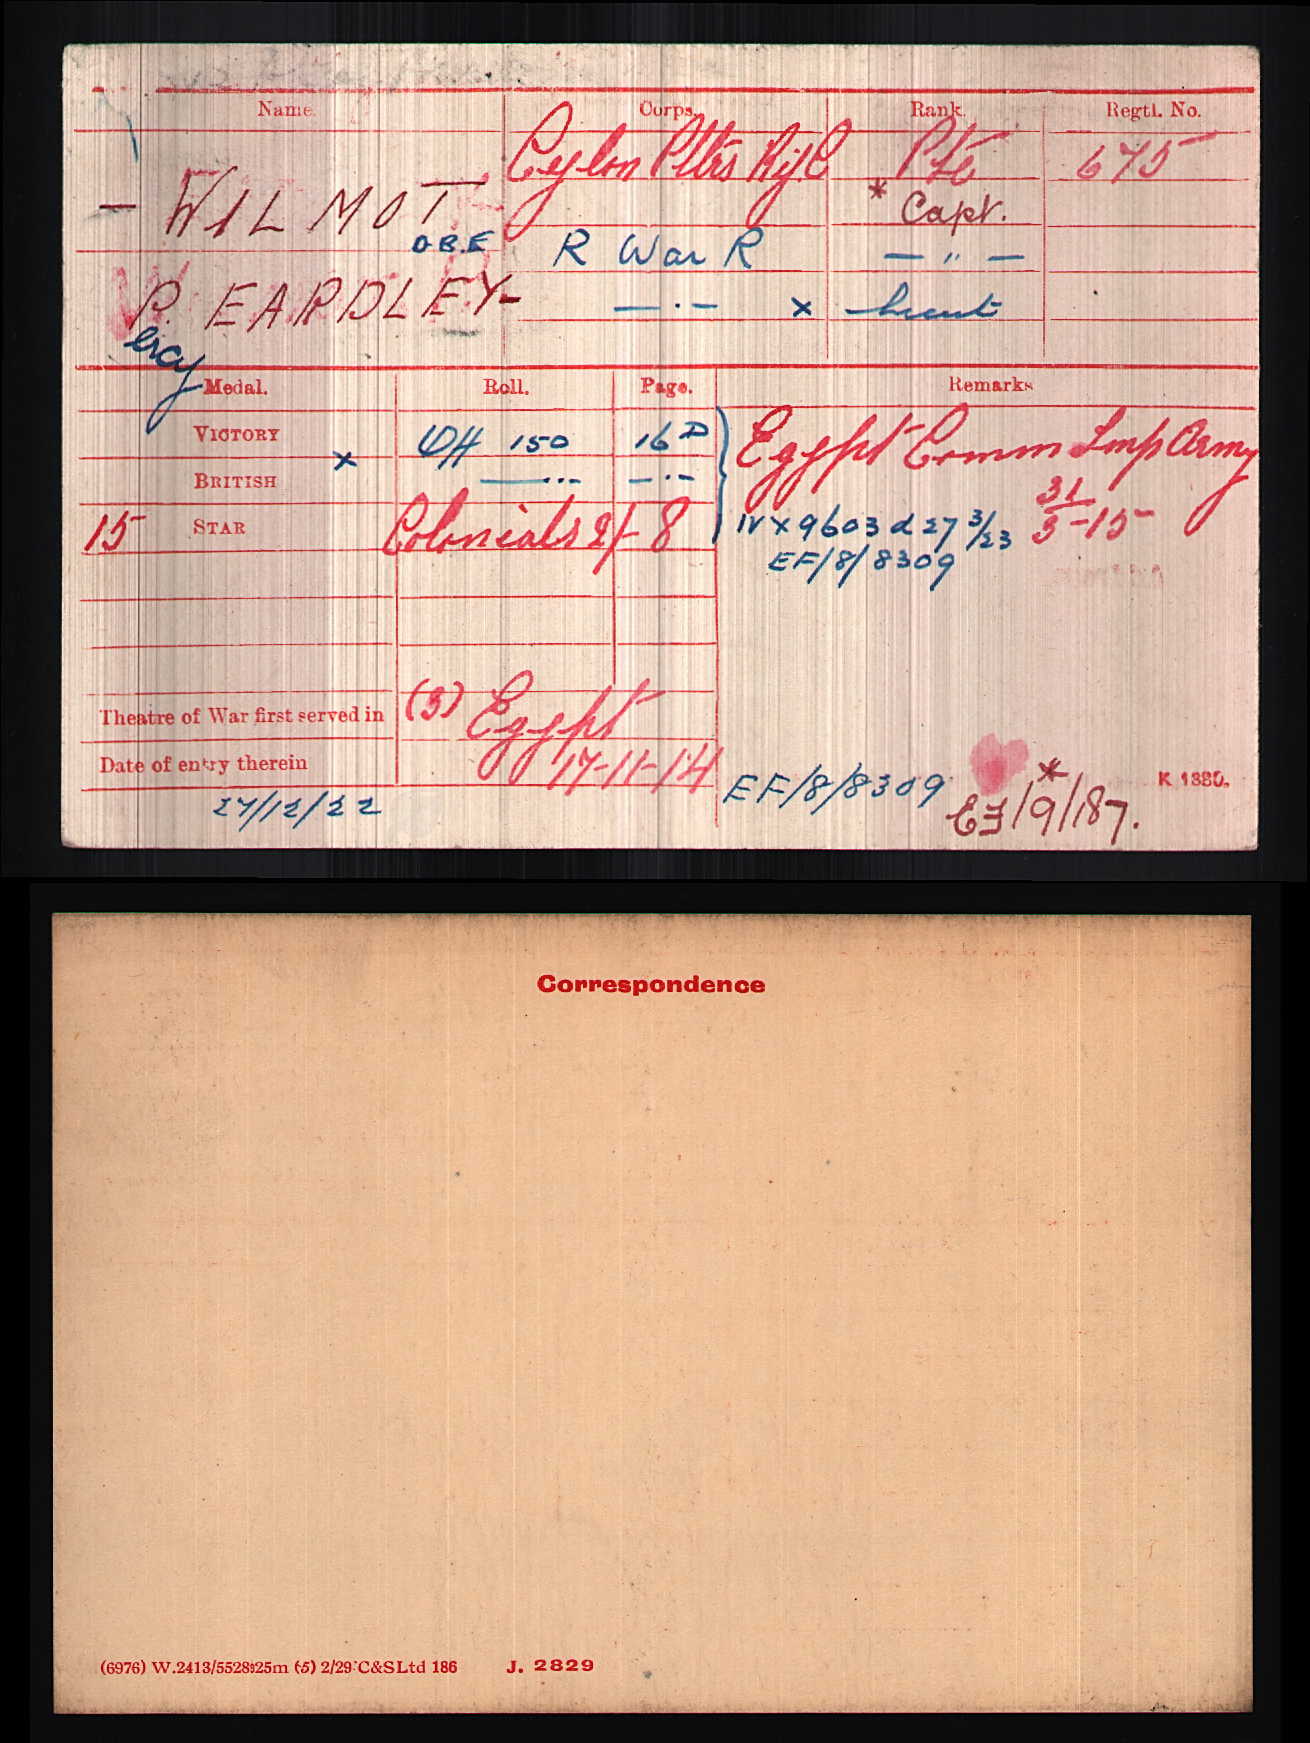 Name. Corps. Rank. Regtl. No.
Ceylon Pltrs Rif C Pte 675
- WILMOT * Capt.
O.B.E R War R — " —
P. EARDLEY- — . — x Lieut
ercy
Medal. Roll. Page. Remarks
VICTORY x OH 150 16 D Egypt Comm Imp Army
BRITISH — ... — . — 31
15 STAR Colonials 2/- 8 IV X 9603 d 27 3/23 3-15
EF/8/8309
Theatre of War first served in (3) Egypt
Date of entry therein 17-11-14
27/12/22 EF/8/8309 * K 1380.
EF/9/187.
Correspondence
(6976) W.2413/5528 25m (5) 2/29 C&SLtd 186 J. 2829